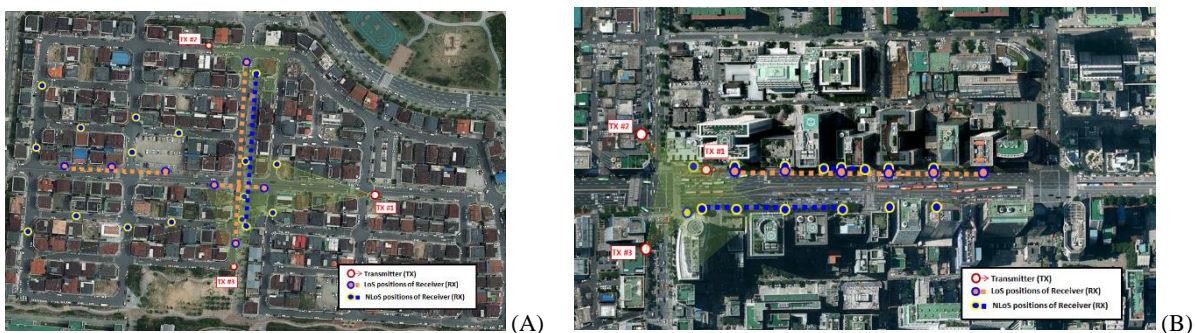 TX #2
TX #1
TX #3
Transmitter (TX)
LoS positions of Receiver (RX)
NLoS positions of Receiver (RX)
(A)
TX #2
TX #1
TX #3
Transmitter (TX)
LoS positions of Receiver (RX)
NLoS positions of Receiver (RX)
(B)